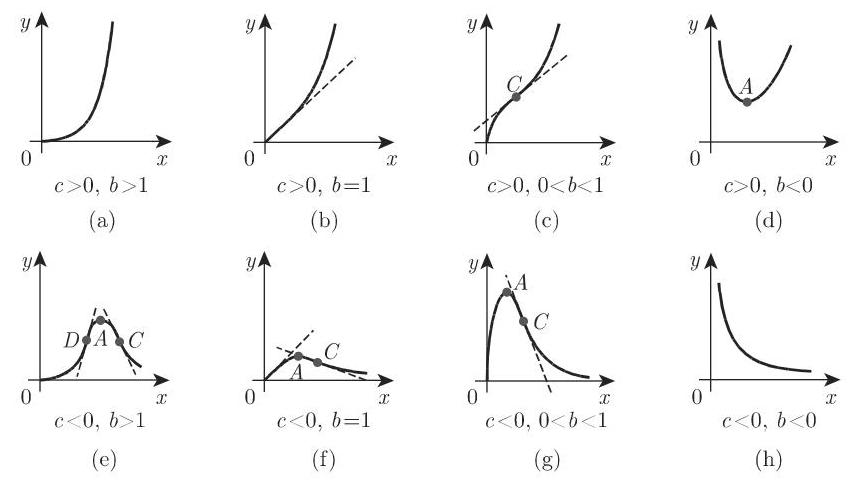 y
0
x
c>0, b>1
(a)
y
0
x
c>0, b=1
(b)
y
C
0
x
c>0, 0<b<1
(c)
y
A
0
x
c>0, b<0
(d)
y
D A C
0
x
c<0, b>1
(e)
y
C
A
0
x
c<0, b=1
(f)
y
A
C
0
x
c<0, 0<b<1
(g)
y
0
x
c<0, b<0
(h)